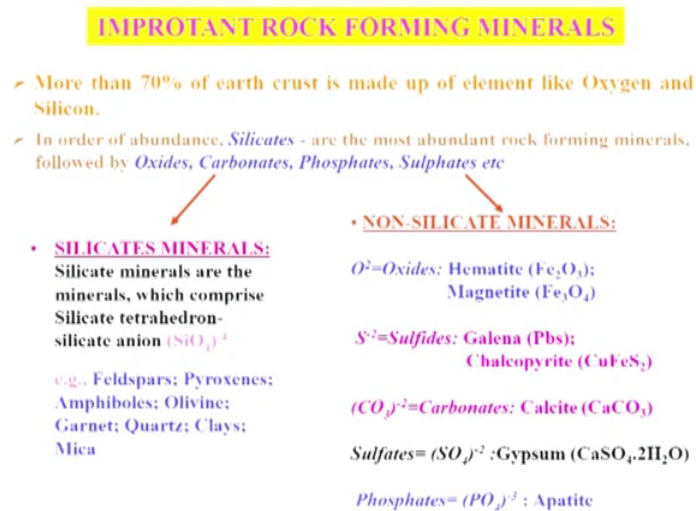 IMPROTANT ROCK FORMING MINERALS
➢ More than 70% of earth crust is made up of element like Oxygen and
Silicon.
➢ In order of abundance, Silicates - are the most abundant rock forming minerals,
followed by Oxides, Carbonates, Phosphates, Sulphates etc
• SILICATES MINERALS:
Silicate minerals are the
minerals, which comprise
Silicate tetrahedron-
silicate anion (SiO₄)⁻⁴
e.g., Feldspars; Pyroxenes;
Amphiboles; Olivine;
Garnet; Quartz; Clays;
Mica
• NON-SILICATE MINERALS:
O²=Oxides: Hematite (Fe₂O₃);
Magnetite (Fe₃O₄)
S⁻²=Sulfides: Galena (Pbs);
Chalcopyrite (CuFeS₂)
(CO₃)⁻²=Carbonates: Calcite (CaCO₃)
Sulfates= (SO₄)⁻² :Gypsum (CaSO₄.2H₂O)
Phosphates= (PO₄)⁻³ : Apatite